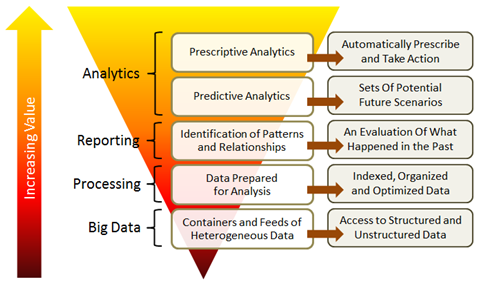 Increasing Value
Analytics
Prescriptive Analytics
Automatically Prescribe
and Take Action
Predictive Analytics
Sets Of Potential
Future Scenarios
Reporting
Identification of Patterns
and Relationships
An Evaluation Of What
Happened in the Past
Processing
Data Prepared
for Analysis
Indexed, Organized
and Optimized Data
Big Data
Containers and Feeds of
Heterogeneous Data
Access to Structured and
Unstructured Data